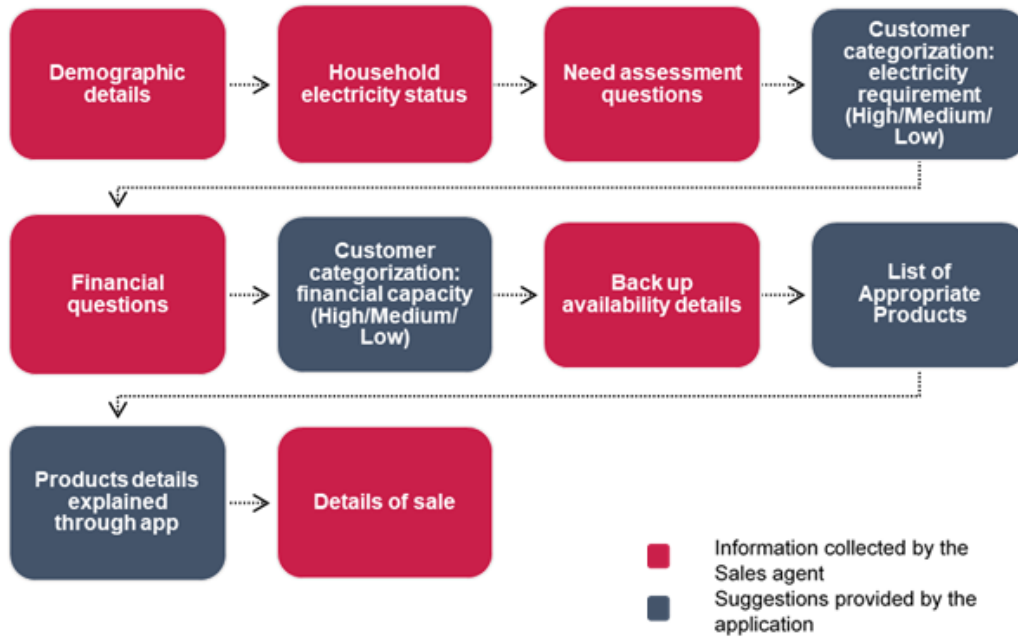 Demographic
details
Household
electricity status
Need assessment
questions
Customer
categorization:
electricity
requirement
(High/Medium/
Low)
Financial
questions
Customer
categorization:
financial capacity
(High/Medium/
Low)
Back up
availability details
List of
Appropriate
Products
Products details
explained
through app
Details of sale
Information collected by the
Sales agent
Suggestions provided by the
application